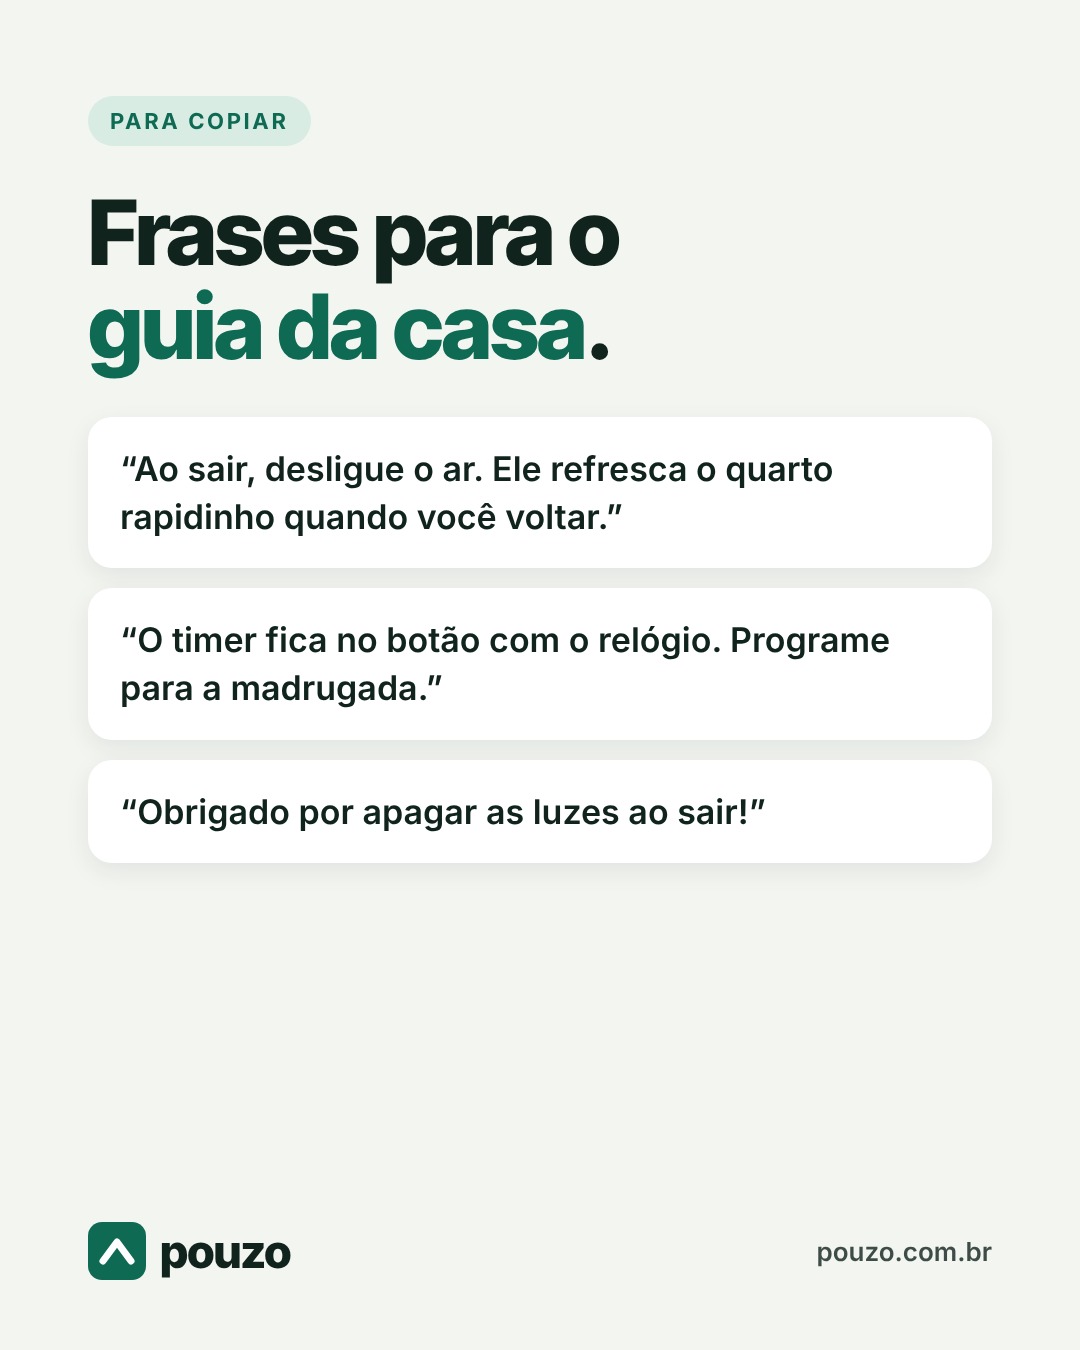 PARA COPIAR
Frases para o
guia da casa.
“Ao sair, desligue o ar. Ele refresca o quarto
rapidinho quando você voltar.”
“O timer fica no botão com o relógio. Programe
para a madrugada.”
“Obrigado por apagar as luzes ao sair!”
pouzo
pouzo.com.br